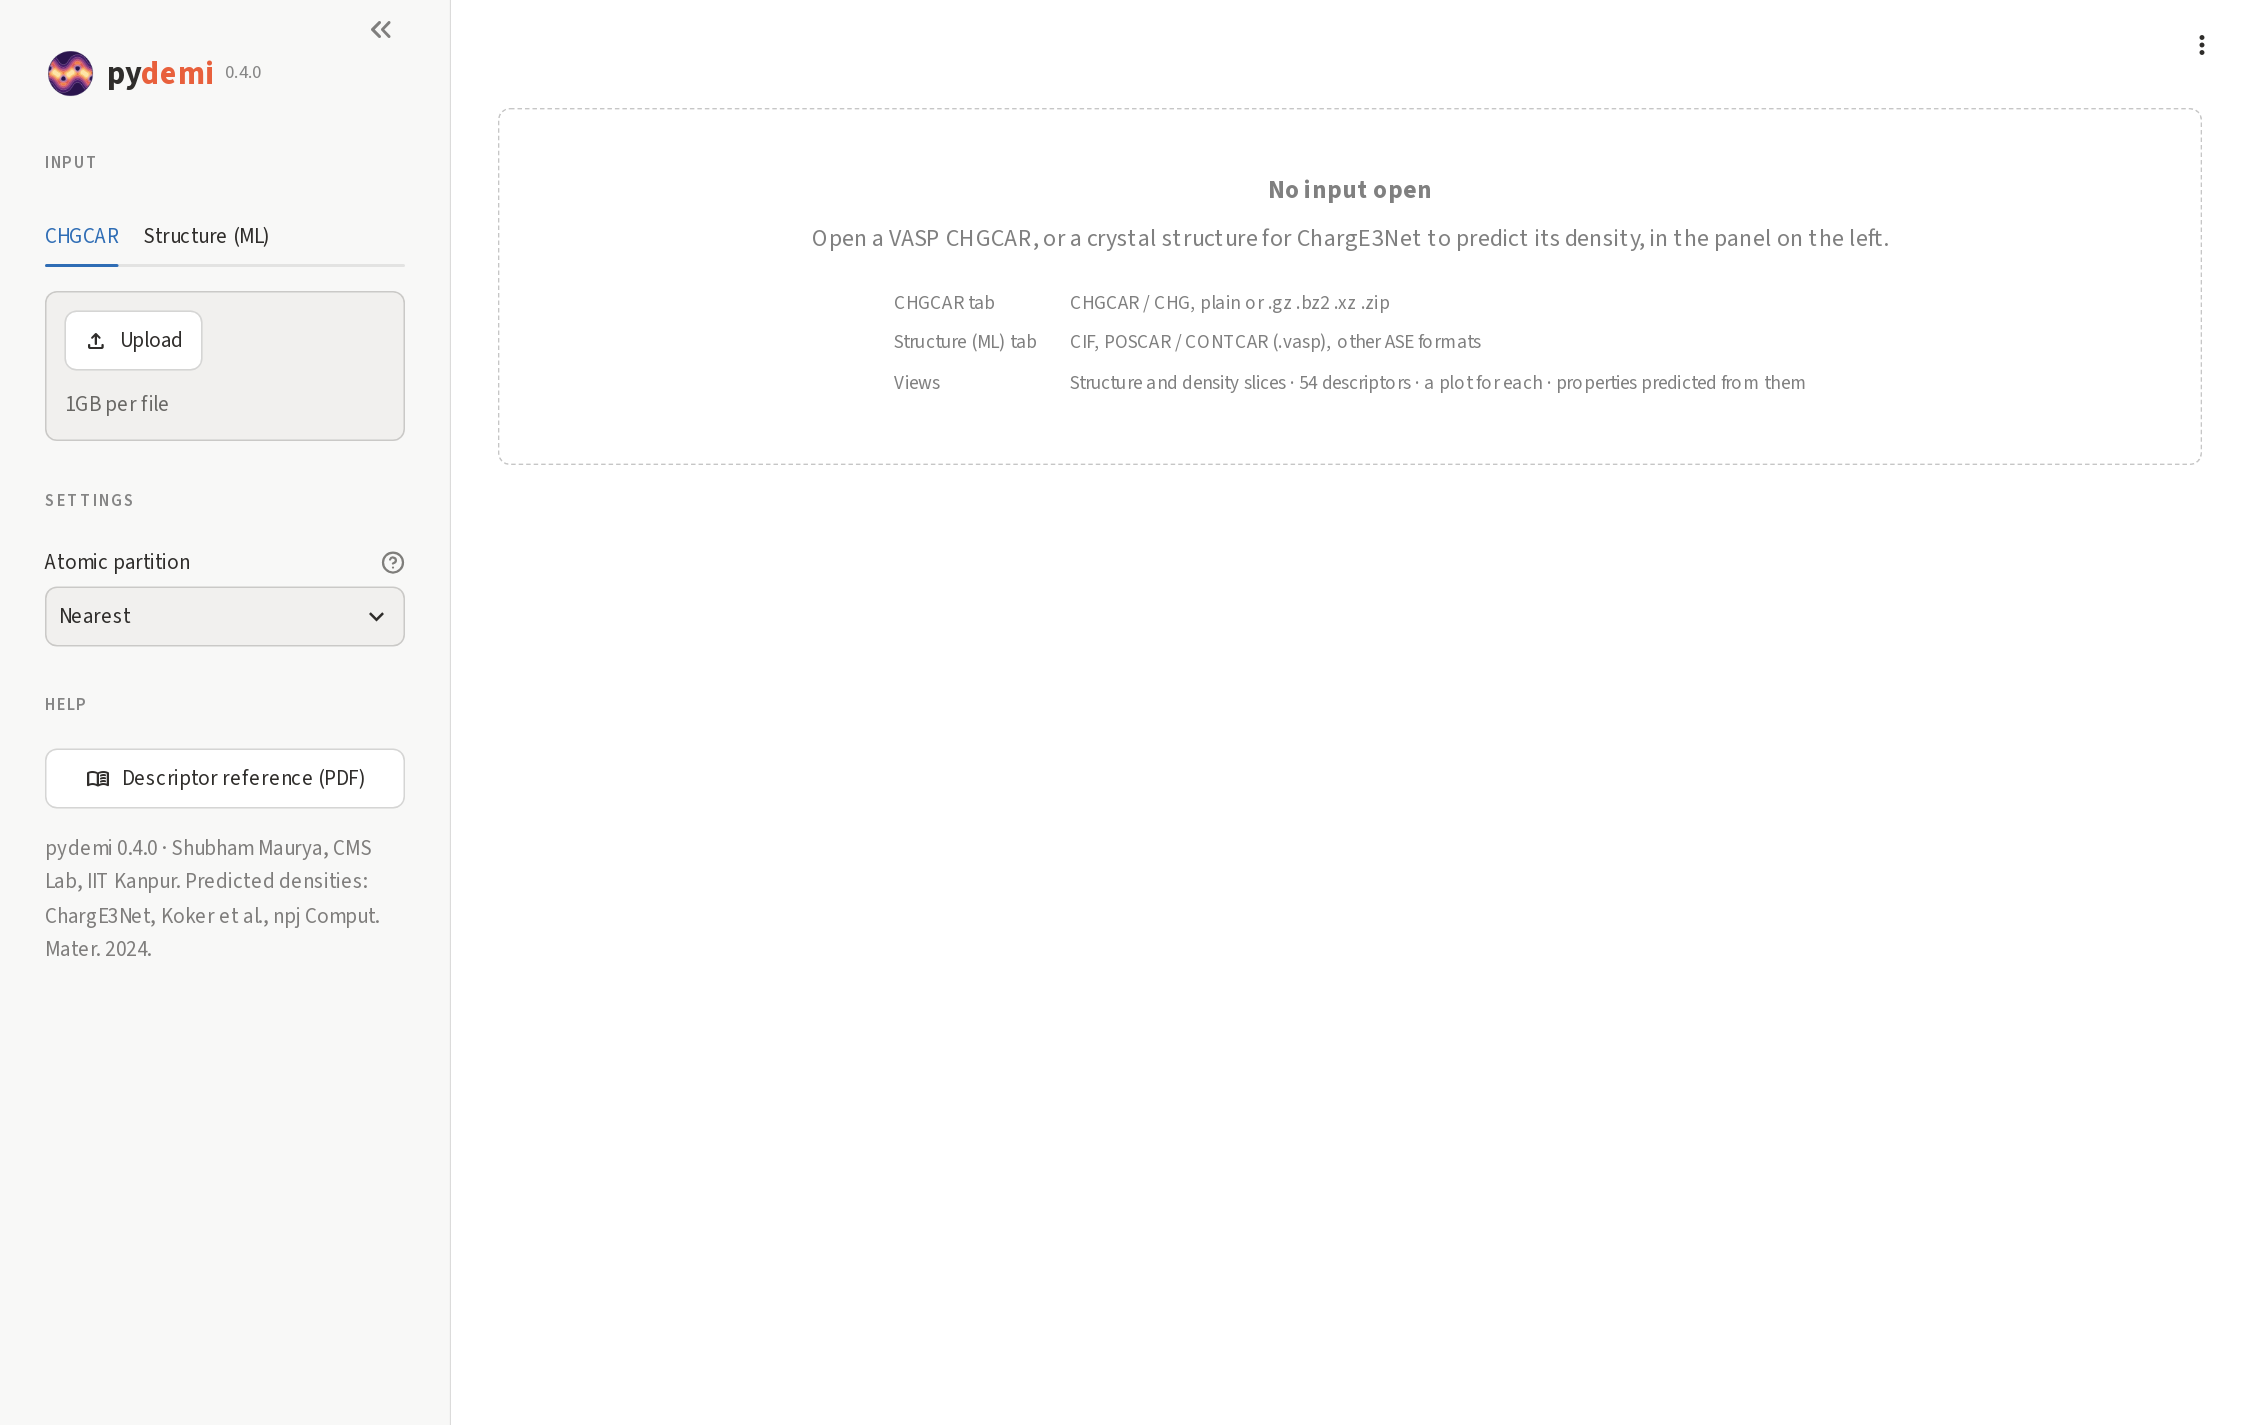 pydemi 0.4.0
INPUT
CHGCAR Structure (ML)
Upload
1GB per file
SETTINGS
Atomic partition
Nearest
HELP
Descriptor reference (PDF)
pydemi 0.4.0 · Shubham Maurya, CMS
Lab, IIT Kanpur. Predicted densities:
ChargE3Net, Koker et al., npj Comput.
Mater. 2024.
No input open
Open a VASP CHGCAR, or a crystal structure for ChargE3Net to predict its density, in the panel on the left.
CHGCAR tab CHGCAR / CHG, plain or .gz .bz2 .xz .zip
Structure (ML) tab CIF, POSCAR / CONTCAR (.vasp), other ASE formats
Views Structure and density slices · 54 descriptors · a plot for each · properties predicted from them